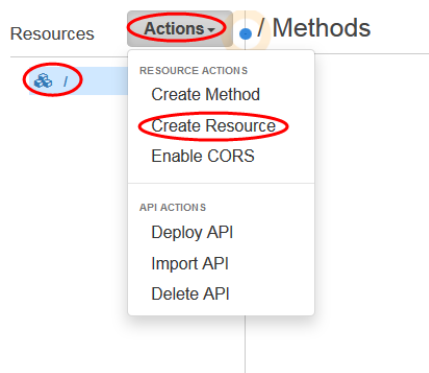 Resources
Actions
/ Methods
/
RESOURCE ACTIONS
Create Method
Create Resource
Enable CORS
API ACTIONS
Deploy API
Import API
Delete API